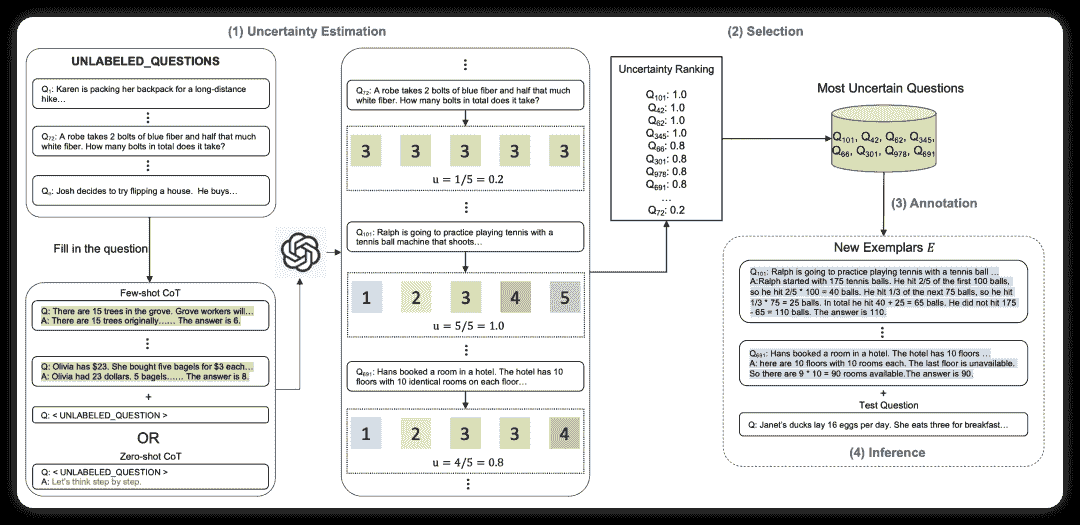 (1) Uncertainty Estimation
UNLABELED_QUESTIONS
Q1: Karen is packing her backpack for a long-distance
hike…
⋮
Q72: A robe takes 2 bolts of blue fiber and half that much
white fiber. How many bolts in total does it take?
⋮
Qn: Josh decides to try flipping a house. He buys…
Fill in the question
Few-shot CoT
Q: There are 15 trees in the grove. Grove workers will…
A: There are 15 trees originally…… The answer is 6.
⋮
Q: Olivia has $23. She bought five bagels for $3 each…
A: Olivia had 23 dollars. 5 bagels…… The answer is 8.
+
Q: < UNLABELED_QUESTION >
OR
Zero-shot CoT
Q: < UNLABELED_QUESTION >
A: Let's think step by step.
⋮
Q72: A robe takes 2 bolts of blue fiber and half that much
white fiber. How many bolts in total does it take?
3 3 3 3 3
u = 1/5 = 0.2
⋮
Q101: Ralph is going to practice playing tennis with a
tennis ball machine that shoots…
1 2 3 4 5
u = 5/5 = 1.0
⋮
Q691: Hans booked a room in a hotel. The hotel has 10
floors with 10 identical rooms on each floor…
1 2 3 3 4
u = 4/5 = 0.8
⋮
(2) Selection
Uncertainty Ranking
Q101: 1.0
Q42: 1.0
Q62: 1.0
Q345: 1.0
Q66: 0.8
Q301: 0.8
Q978: 0.8
Q691: 0.8
…
Q72: 0.2
Most Uncertain Questions
Q101, Q42, Q62, Q345,
Q66, Q301, Q978, Q691
(3) Annotation
New Exemplars E
Q101: Ralph is going to practice playing tennis with a tennis ball …
A:Ralph started with 175 tennis balls. He hit 2/5 of the first 100 balls,
so he hit 2/5 * 100 = 40 balls. He hit 1/3 of the next 75 balls, so he hit
1/3 * 75 = 25 balls. In total he hit 40 + 25 = 65 balls. He did not hit 175
- 65 = 110 balls. The answer is 110.
⋮
Q691: Hans booked a room in a hotel. The hotel has 10 floors …
A: here are 10 floors with 10 rooms each. The last floor is unavailable.
So there are 9 * 10 = 90 rooms available.The answer is 90.
+
Test Question
Q: Janet's ducks lay 16 eggs per day. She eats three for breakfast…
(4) Inference